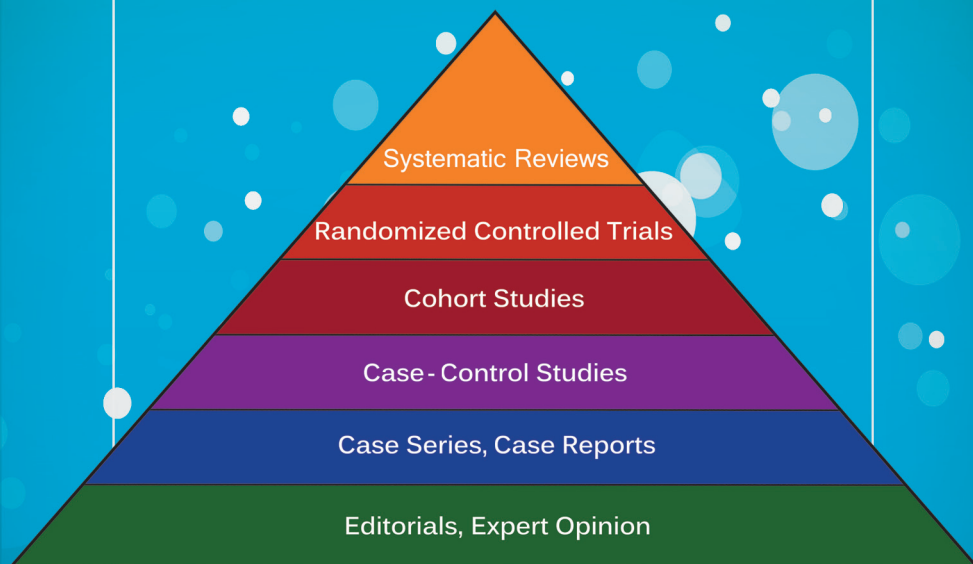 Systematic Reviews
Randomized Controlled Trials
Cohort Studies
Case-Control Studies
Case Series, Case Reports
Editorials, Expert Opinion